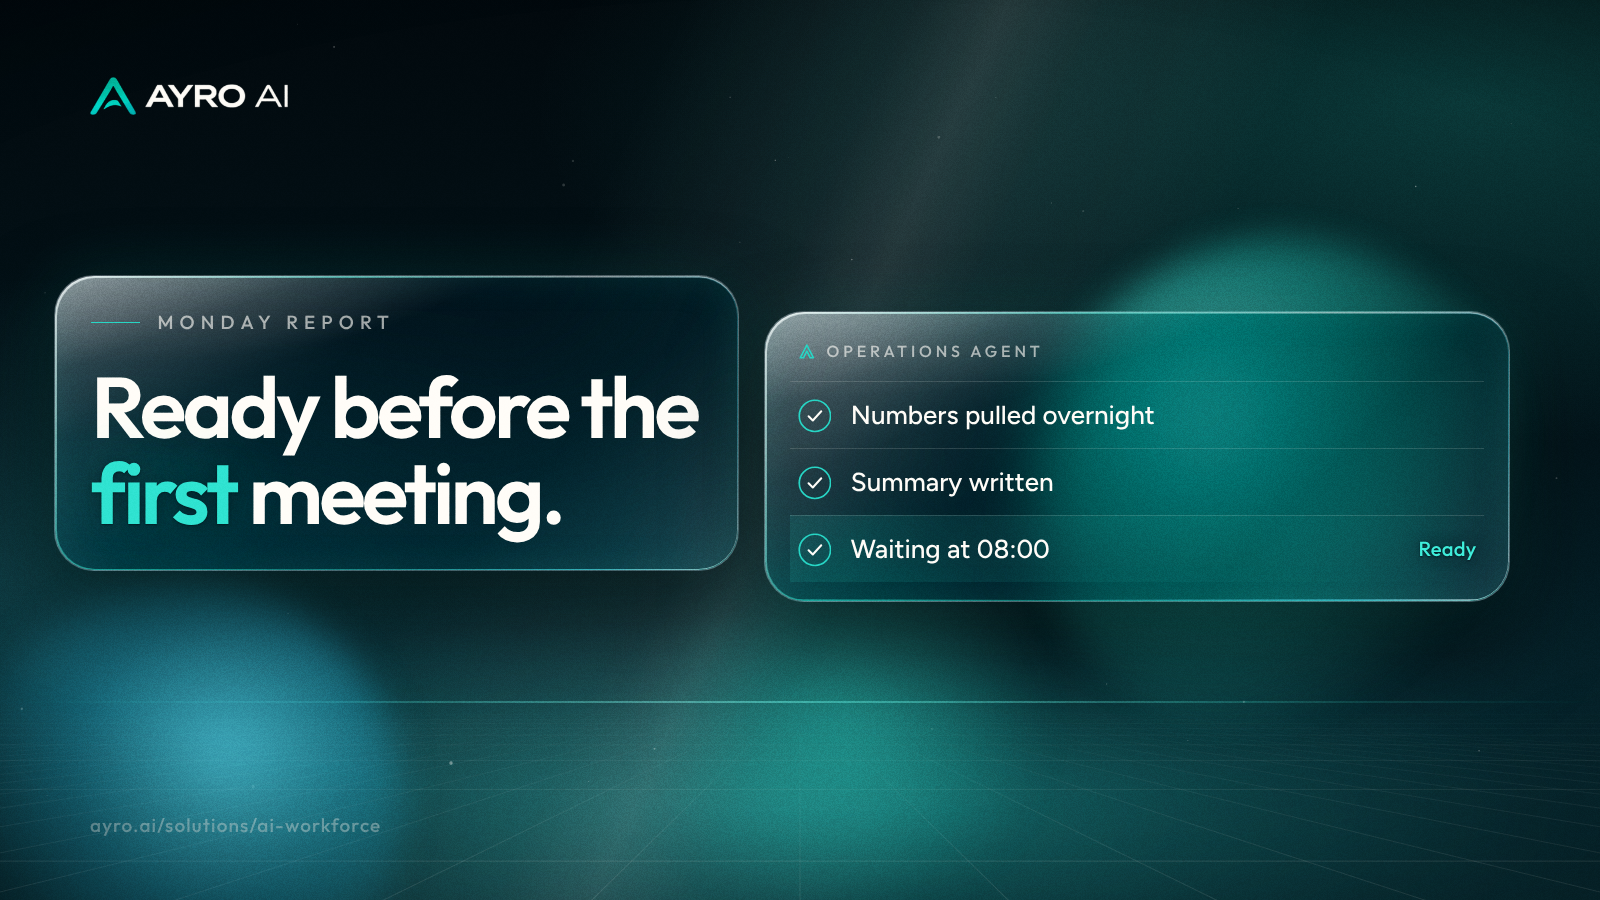 AYRO AI
MONDAY REPORT
Ready before the
first meeting.
OPERATIONS AGENT
Numbers pulled overnight
Summary written
Waiting at 08:00
Ready
ayro.ai/solutions/ai-workforce